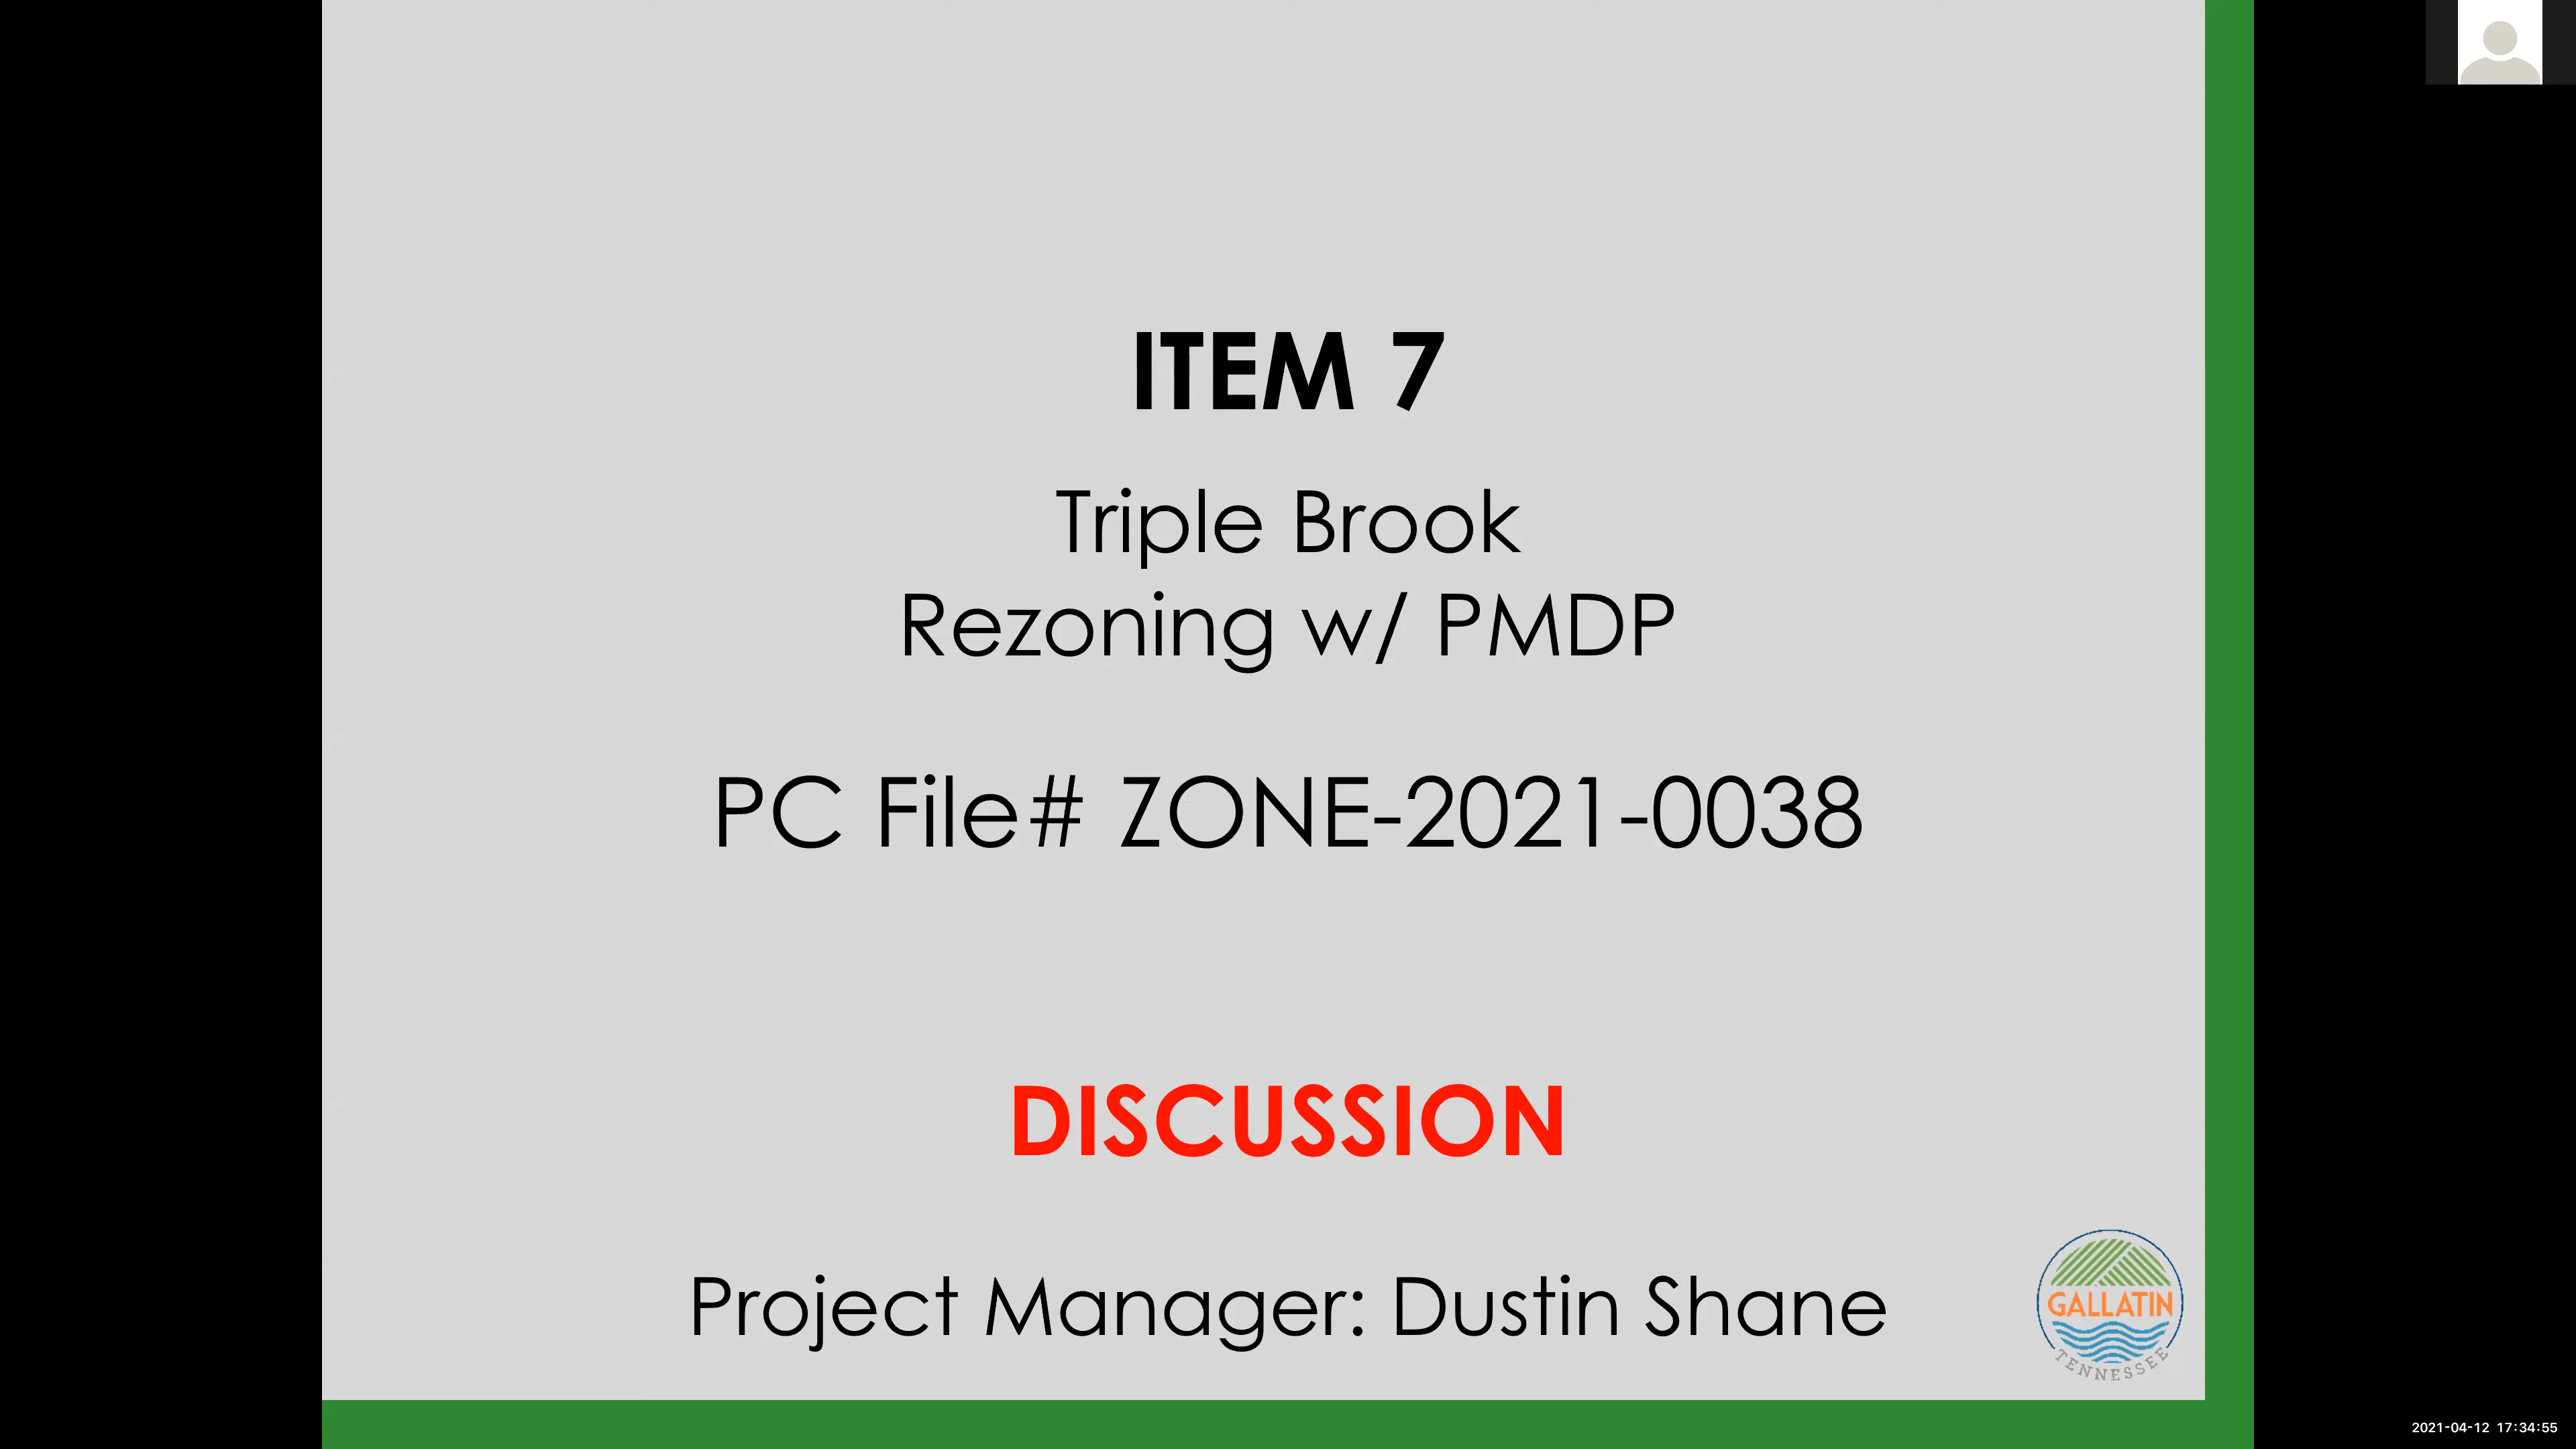 ITEM 7
Triple Brook
Rezoning w/ PMDP
PC File# ZONE-2021-0038
DISCUSSION
Project Manager: Dustin Shane
GALLATIN
TENNESSEE
2021-04-12 17:34:55